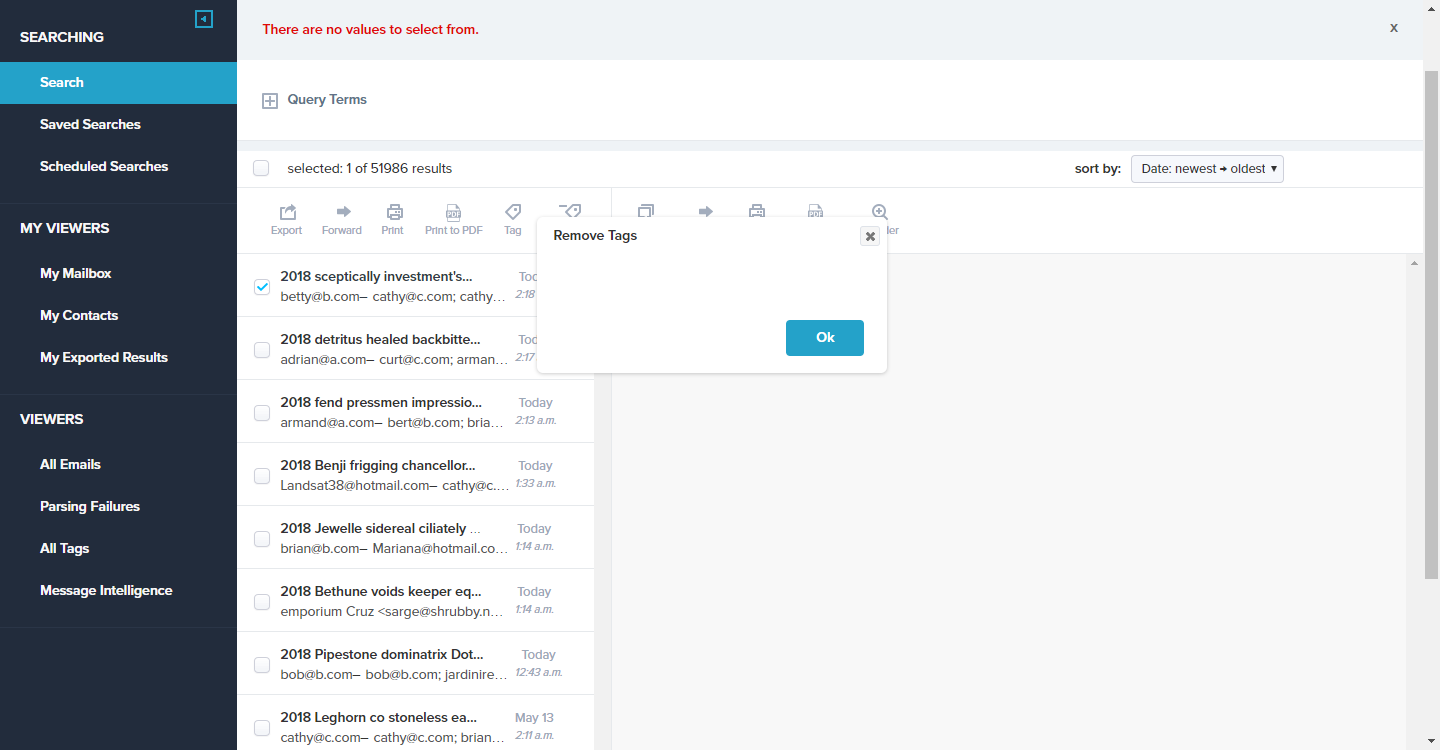 SEARCHING
Search
Saved Searches
Scheduled Searches
MY VIEWERS
My Mailbox
My Contacts
My Exported Results
VIEWERS
All Emails
Parsing Failures
All Tags
Message Intelligence
There are no values to select from.
x
Query Terms
selected: 1 of 51986 results
sort by: Date: newest → oldest
Export Forward Print Print to PDF Tag
PDF
PDF
Remove Tags
Ok
2018 sceptically investment's...
betty@b.com– cathy@c.com; cathy... 2:18
2018 detritus healed backbitte...
adrian@a.com– curt@c.com; arman... 2:17
2018 fend pressmen impressio... Today
armand@a.com– bert@b.com; bria... 2:13 a.m.
2018 Benji frigging chancellor... Today
Landsat38@hotmail.com– cathy@c.... 1:33 a.m.
2018 Jewelle sidereal ciliately ... Today
brian@b.com– Mariana@hotmail.co... 1:14 a.m.
2018 Bethune voids keeper eq... Today
emporium Cruz <sarge@shrubby.n... 1:14 a.m.
2018 Pipestone dominatrix Dot... Today
bob@b.com– bob@b.com; jardinire... 12:43 a.m.
2018 Leghorn co stoneless ea... May 13
cathy@c.com– cathy@c.com; brian... 2:11 a.m.